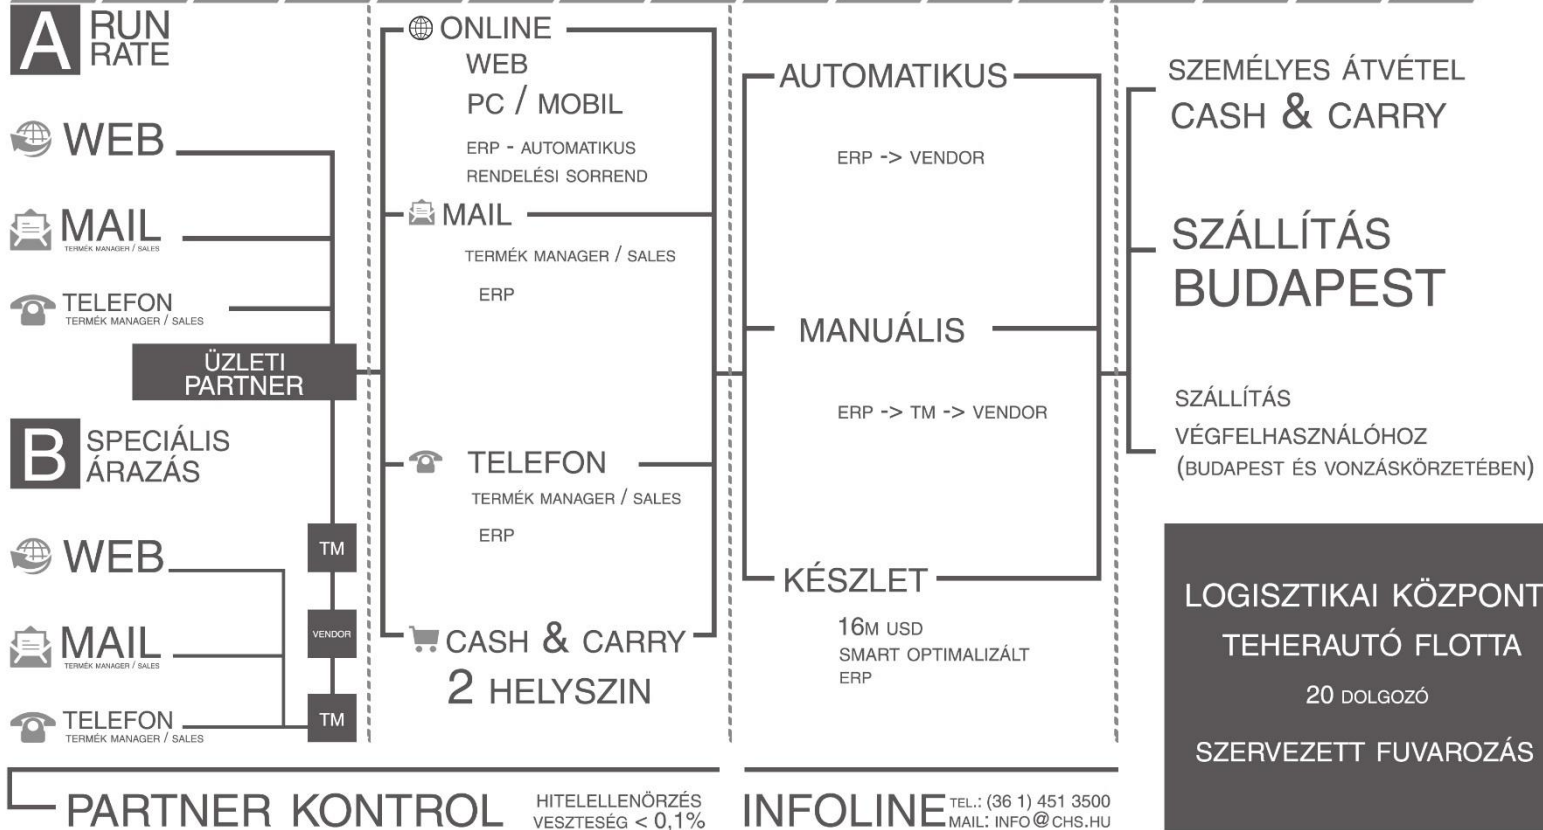 A RUN
RATE
WEB
MAIL
TERMÉK MANAGER / SALES
TELEFON
TERMÉK MANAGER / SALES
ÜZLETI
PARTNER
B SPECIÁLIS
ÁRAZÁS
WEB
MAIL
TERMÉK MANAGER / SALES
TELEFON
TERMÉK MANAGER / SALES
TM
VENDOR
TM
ONLINE
WEB
PC / MOBIL
ERP - AUTOMATIKUS
RENDELÉSI SORREND
MAIL
TERMÉK MANAGER / SALES
ERP
TELEFON
TERMÉK MANAGER / SALES
ERP
CASH & CARRY
2 HELYSZIN
AUTOMATIKUS
ERP -> VENDOR
MANUÁLIS
ERP -> TM -> VENDOR
KÉSZLET
16M USD
SMART OPTIMALIZÁLT
ERP
SZEMÉLYES ÁTVÉTEL
CASH & CARRY
SZÁLLÍTÁS
BUDAPEST
SZÁLLÍTÁS
VÉGFELHASZNÁLÓHOZ
(BUDAPEST ÉS VONZÁSKÖRZETÉBEN)
LOGISZTIKAI KÖZPONT
TEHERAUTÓ FLOTTA
20 DOLGOZÓ
SZERVEZETT FUVAROZÁS
PARTNER KONTROL
HITELELLENÖRZÉS
VESZTESÉG < 0,1%
INFOLINE
TEL.: (36 1) 451 3500
MAIL: INFO@CHS.HU